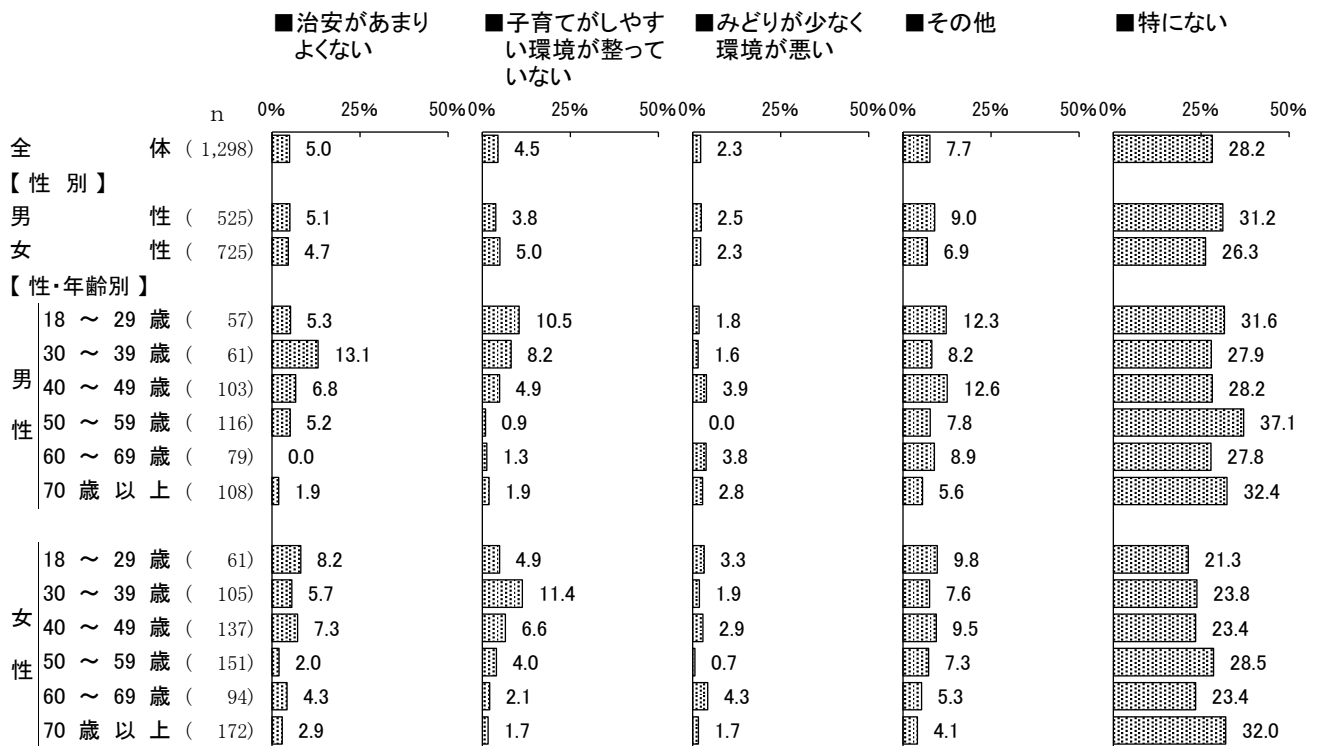 ■治安があまり ■子育てがしやす ■みどりが少なく ■その他 ■特にない
よくない い環境が整って 環境が悪い
いない
n 0% 25% 50% 0% 25% 50% 0% 25% 50% 0% 25% 50% 0% 25% 50%
全体 ( 1,298) 5.0 4.5 2.3 7.7 28.2
【 性 別 】
男性 ( 525) 5.1 3.8 2.5 9.0 31.2
女性 ( 725) 4.7 5.0 2.3 6.9 26.3
【 性・年齢別 】
男性
18 ～ 29 歳 ( 57) 5.3 10.5 1.8 12.3 31.6
30 ～ 39 歳 ( 61) 13.1 8.2 1.6 8.2 27.9
40 ～ 49 歳 ( 103) 6.8 4.9 3.9 12.6 28.2
50 ～ 59 歳 ( 116) 5.2 0.9 0.0 7.8 37.1
60 ～ 69 歳 ( 79) 0.0 1.3 3.8 8.9 27.8
70 歳 以 上 ( 108) 1.9 1.9 2.8 5.6 32.4
女性
18 ～ 29 歳 ( 61) 8.2 4.9 3.3 9.8 21.3
30 ～ 39 歳 ( 105) 5.7 11.4 1.9 7.6 23.8
40 ～ 49 歳 ( 137) 7.3 6.6 2.9 9.5 23.4
50 ～ 59 歳 ( 151) 2.0 4.0 0.7 7.3 28.5
60 ～ 69 歳 ( 94) 4.3 2.1 4.3 5.3 23.4
70 歳 以 上 ( 172) 2.9 1.7 1.7 4.1 32.0